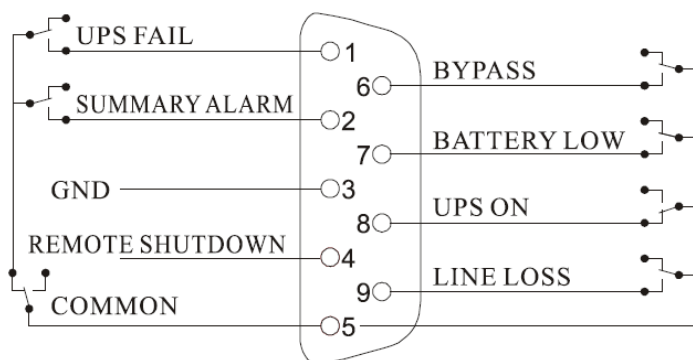 UPS FAIL
1
BYPASS
6
SUMMARY ALARM
2
BATTERY LOW
7
GND
3
UPS ON
8
REMOTE SHUTDOWN
4
LINE LOSS
9
COMMON
5